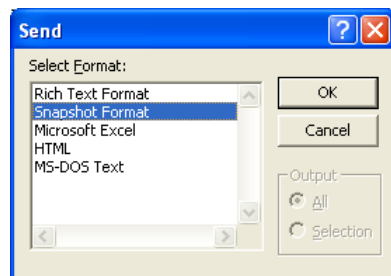 Send
Select Format:
Rich Text Format
Snapshot Format
Microsoft Excel
HTML
MS-DOS Text
OK
Cancel
Output
All
Selection